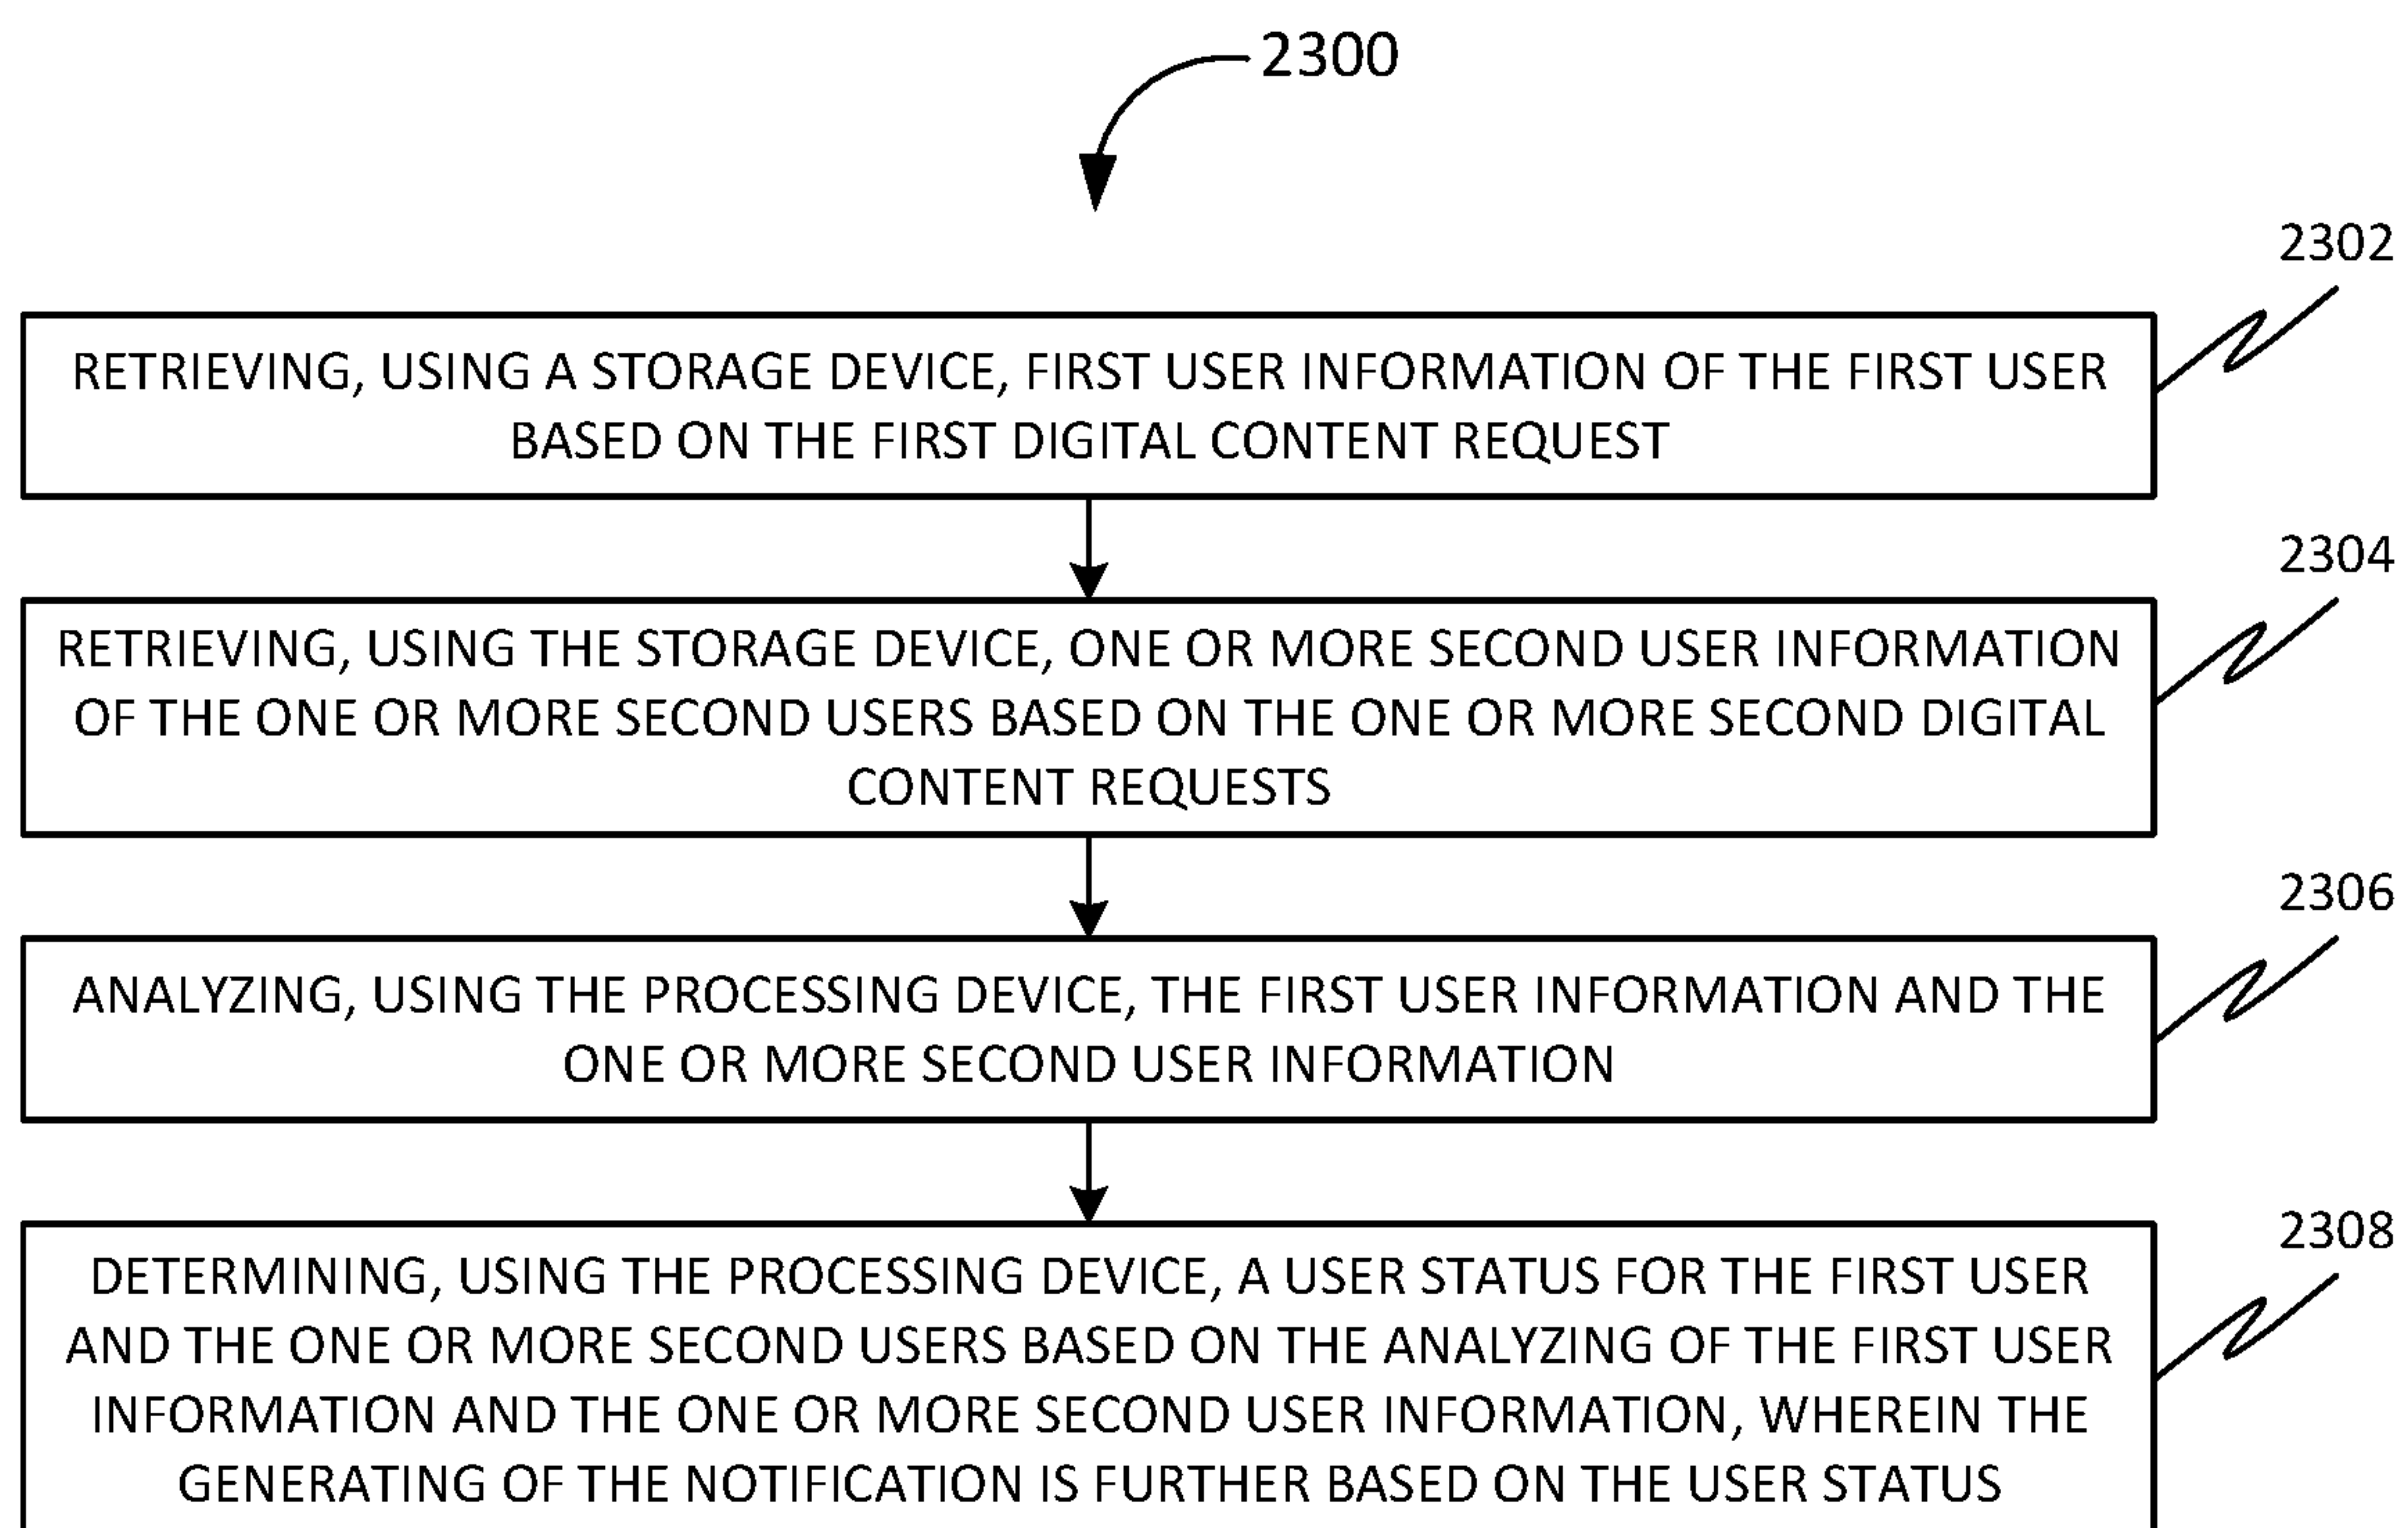 2300
2302
RETRIEVING, USING A STORAGE DEVICE, FIRST USER INFORMATION OF THE FIRST USER
BASED ON THE FIRST DIGITAL CONTENT REQUEST
2304
RETRIEVING, USING THE STORAGE DEVICE, ONE OR MORE SECOND USER INFORMATION
OF THE ONE OR MORE SECOND USERS BASED ON THE ONE OR MORE SECOND DIGITAL
CONTENT REQUESTS
2306
ANALYZING, USING THE PROCESSING DEVICE, THE FIRST USER INFORMATION AND THE
ONE OR MORE SECOND USER INFORMATION
2308
DETERMINING, USING THE PROCESSING DEVICE, A USER STATUS FOR THE FIRST USER
AND THE ONE OR MORE SECOND USERS BASED ON THE ANALYZING OF THE FIRST USER
INFORMATION AND THE ONE OR MORE SECOND USER INFORMATION, WHEREIN THE
GENERATING OF THE NOTIFICATION IS FURTHER BASED ON THE USER STATUS